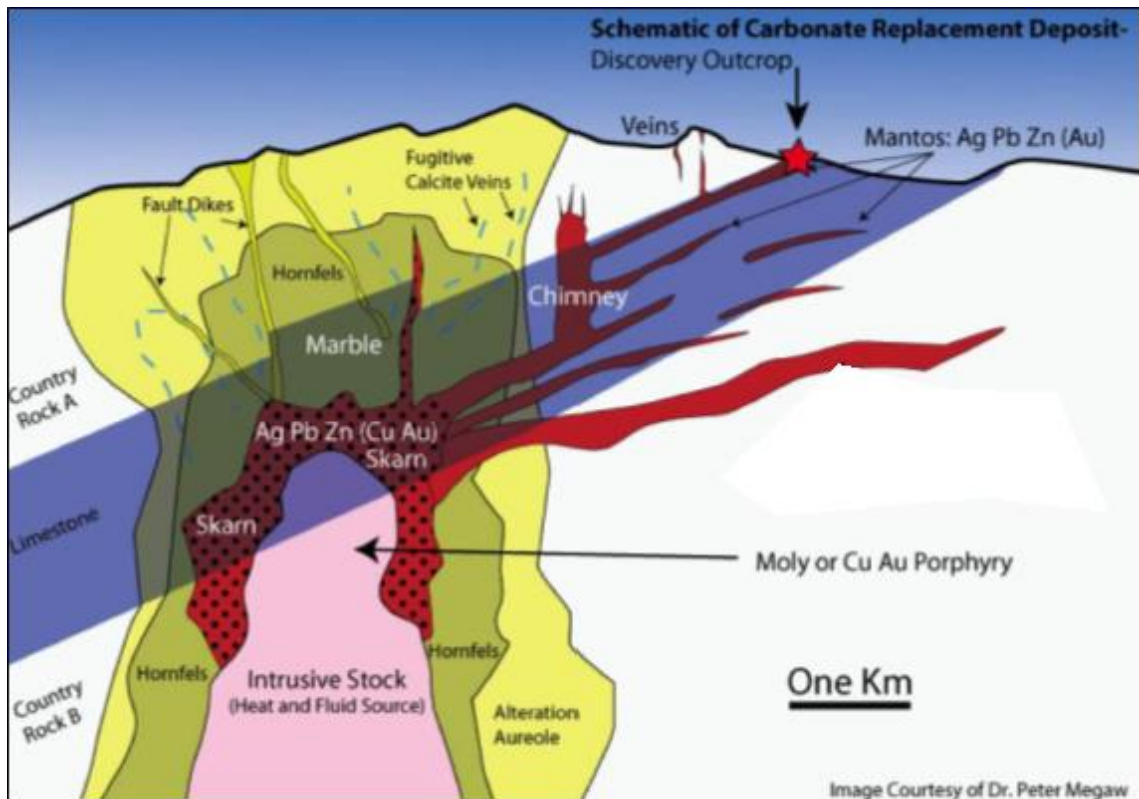 Schematic of Carbonate Replacement Deposit-
Discovery Outcrop
Veins
Mantos: Ag Pb Zn (Au)
Fugitive
Calcite Veins
Fault Dikes
Hornfels
Chimney
Marble
Country
Rock A
Ag Pb Zn (Cu Au)
Skarn
Limestone
Skarn
Moly or Cu Au Porphyry
Hornfels
Hornfels
Intrusive Stock
(Heat and Fluid Source)
One Km
Country
Rock B
Alteration
Aureole
Image Courtesy of Dr. Peter Megaw